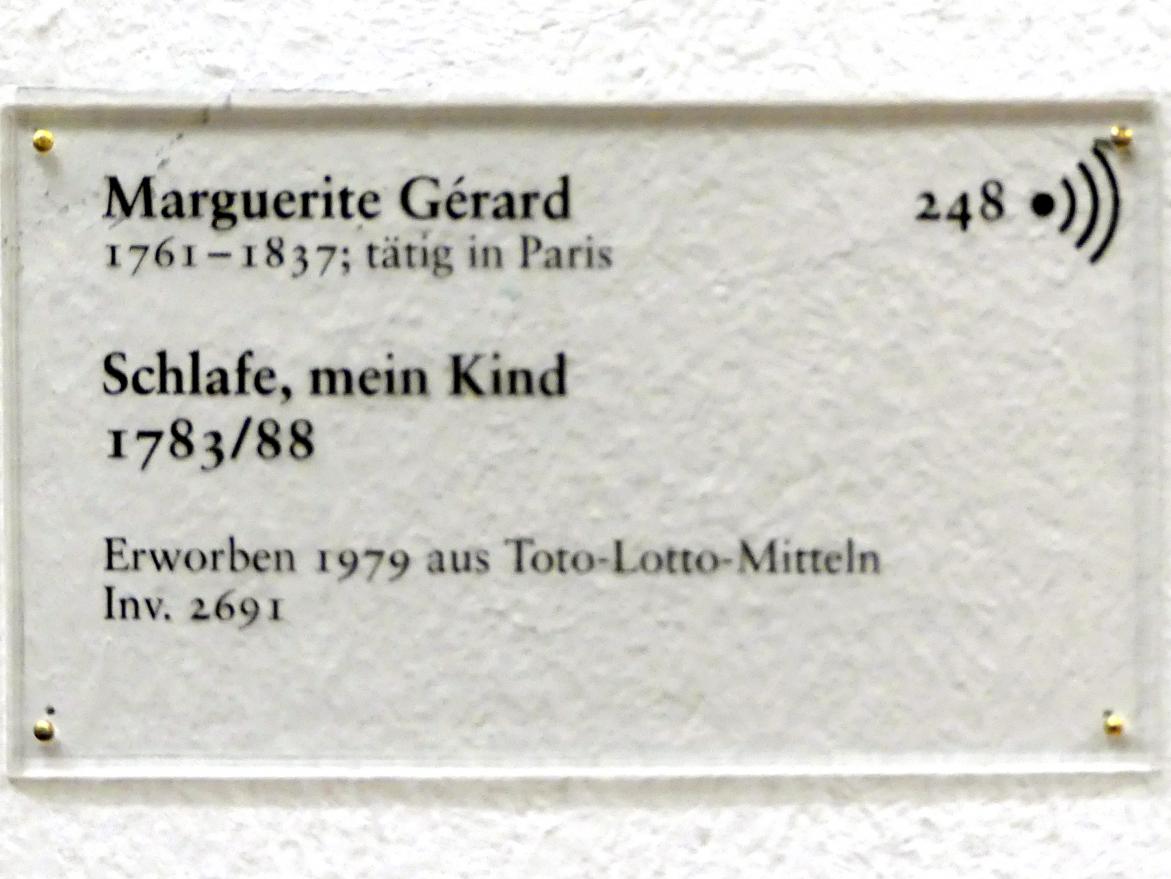 Marguerite Gérard
248
1761–1837; tätig in Paris
Schlafe, mein Kind
1783/88
Erworben 1979 aus Toto-Lotto-Mitteln
Inv. 2691